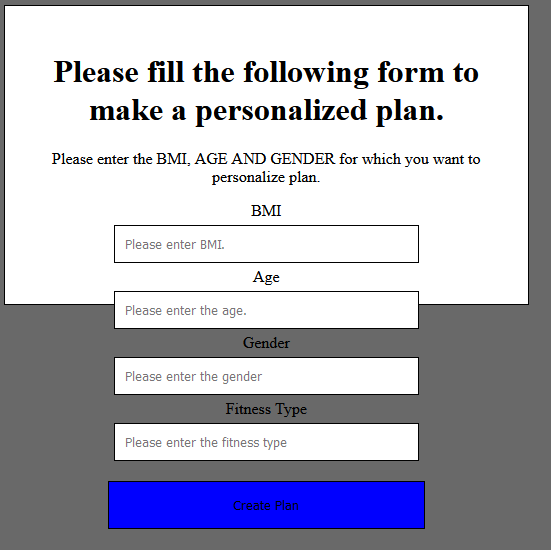 Please fill the following form to
make a personalized plan.
Please enter the BMI, AGE AND GENDER for which you want to
personalize plan.
BMI
Please enter BMI.
Age
Please enter the age.
Gender
Please enter the gender
Fitness Type
Please enter the fitness type
Create Plan